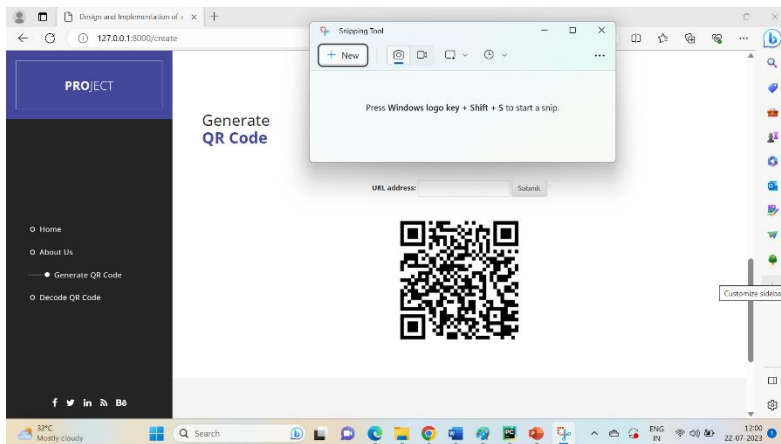 Design and Implementation of a
127.0.0.1:8000/create
Snipping Tool
New
Press Windows logo key + Shift + S to start a snip.
PROJECT
Generate
QR Code
URL address:
Submit
Home
About Us
Generate QR Code
Decode QR Code
Customize sideba
32°C
Mostly cloudy
Search
ENG
IN
12:00
22-07-2023